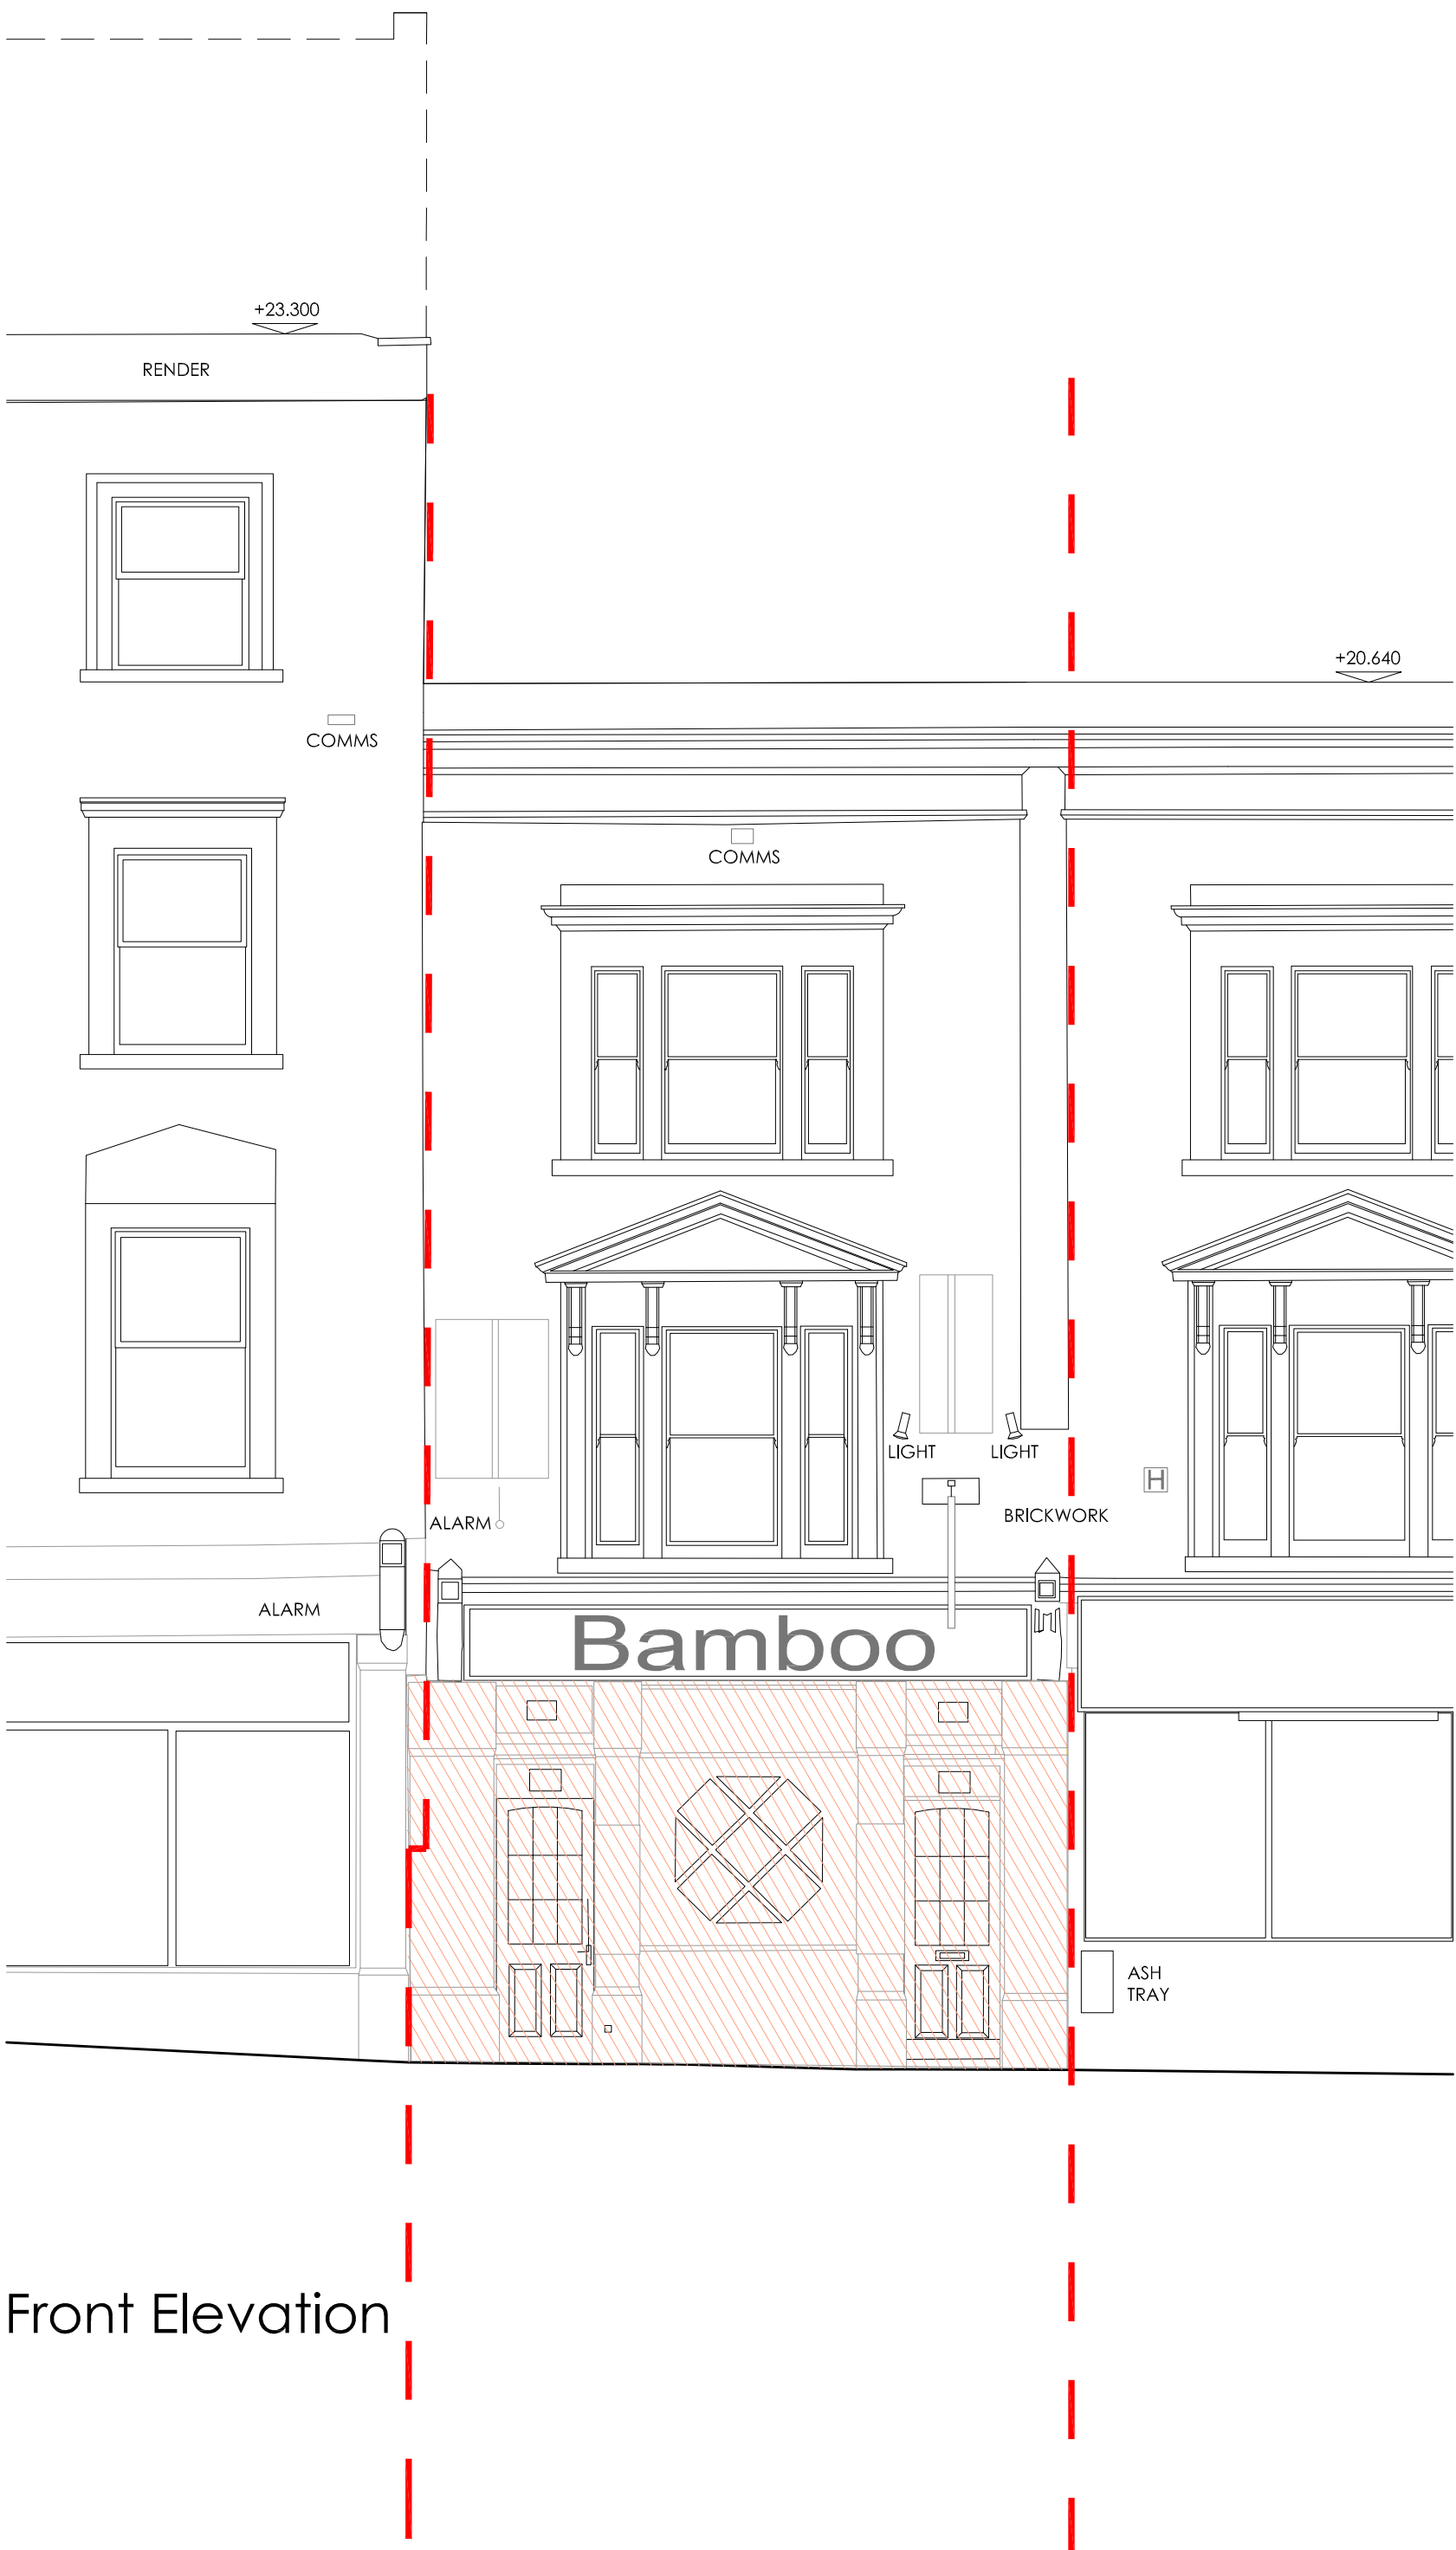 +23.300
RENDER
+20.640
COMMS
COMMS
LIGHT
LIGHT
H
BRICKWORK
ALARM
ALARM
Bamboo
ASH
TRAY
Front Elevation